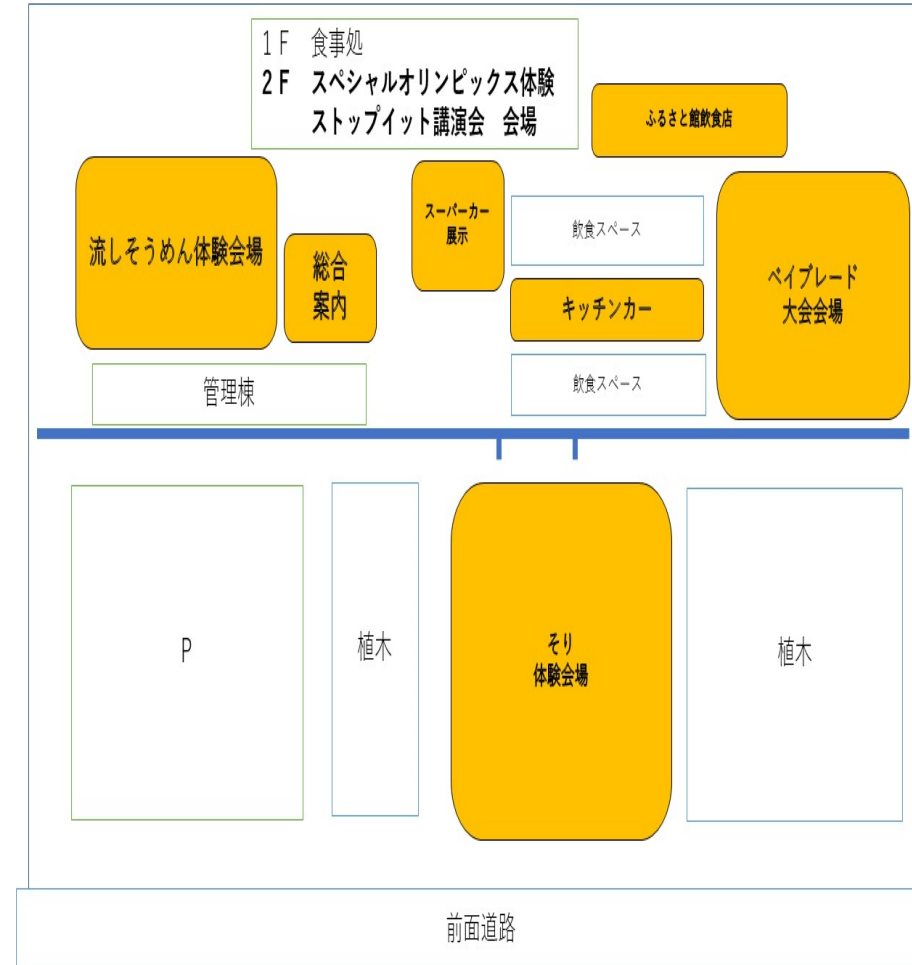 1F 食事処
2F スペシャルオリンピックス体験
ストップイット講演会 会場
ふるさと館飲食店
流しそうめん体験会場
総合
案内
スーパーカー
展示
飲食スペース
キッチンカー
飲食スペース
ベイブレード
大会会場
管理棟
P
植木
そり
体験会場
植木
前面道路